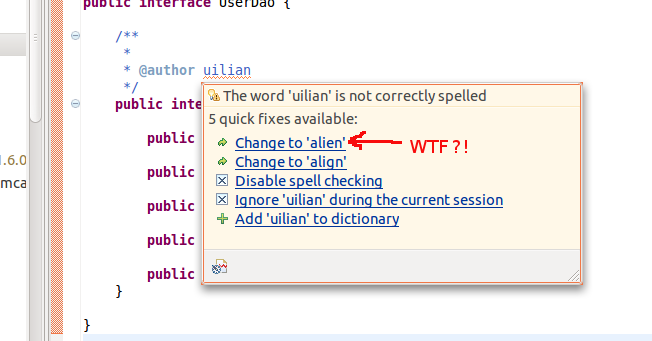 public interface UserDao {
/**
*
* @author uilian
*/
public inte
The word 'uilian' is not correctly spelled
5 quick fixes available:
Change to 'alien'
WTF ?!
Change to 'align'
Disable spell checking
Ignore 'uilian' during the current session
Add 'uilian' to dictionary
public
public
public
public
public
}
}
1.6.0
mca